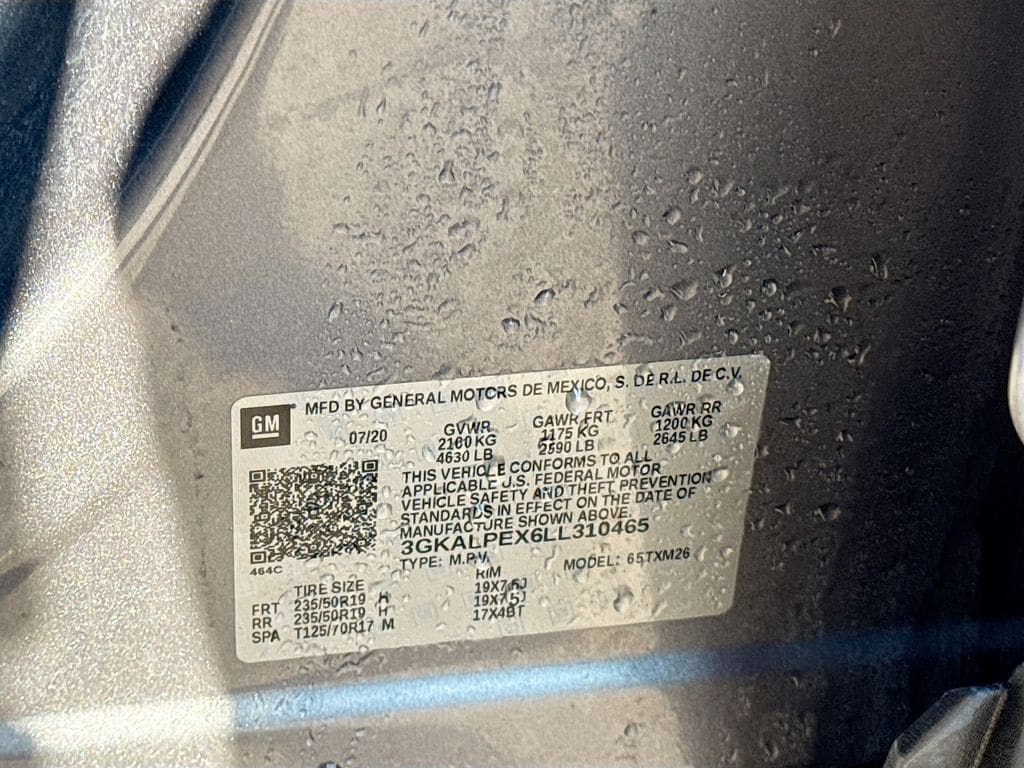 GM
MFD BY GENERAL MOTORS DE MEXICO, S. DE R.L. DE C.V.
07/20 GVWR GAWR FRT GAWR RR
2100 KG 1175 KG 1200 KG
4630 LB 2590 LB 2645 LB
THIS VEHICLE CONFORMS TO ALL
APPLICABLE U.S. FEDERAL MOTOR
VEHICLE SAFETY AND THEFT PREVENTION
STANDARDS IN EFFECT ON THE DATE OF
MANUFACTURE SHOWN ABOVE.
3GKALPEX6LL310465
TYPE: M.P.V. MODEL: 6STXM26
464C
TIRE SIZE RIM
FRT 235/50R19 H 19X7.5J
RR 235/50R19 H 19X7.5J
SPA T125/70R17 M 17X4BT